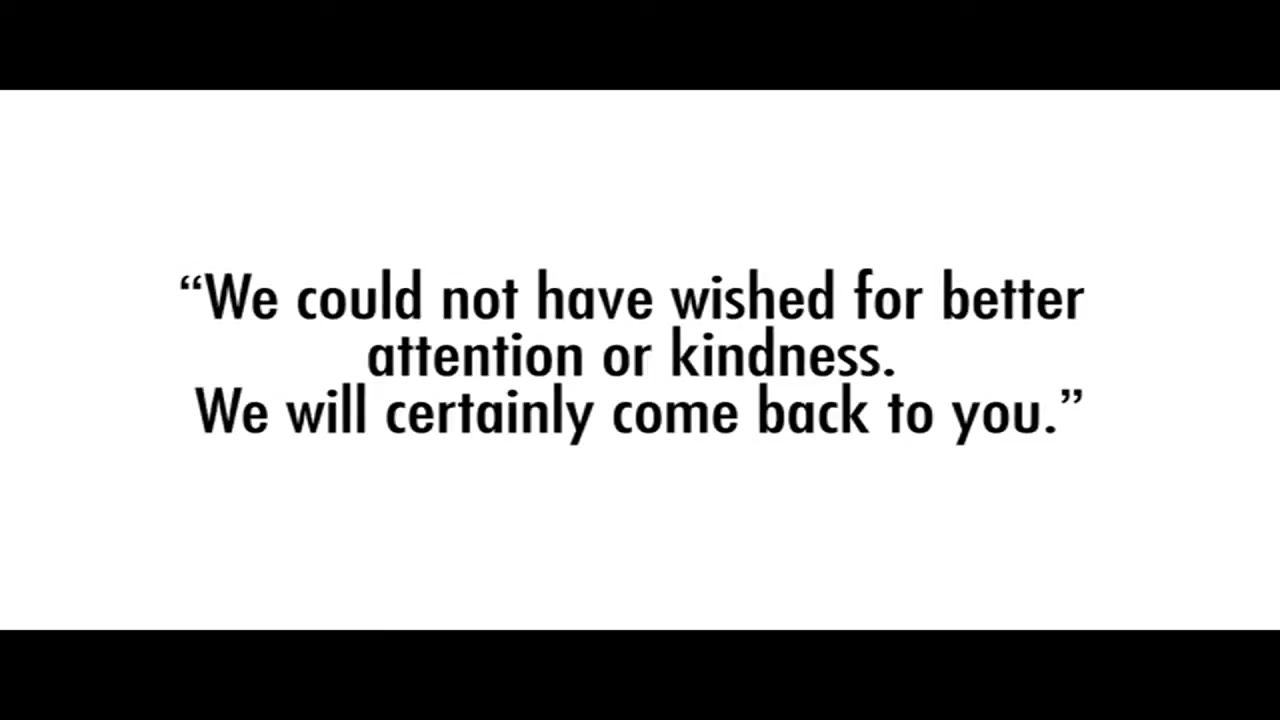 “We could not have wished for better
attention or kindness.
We will certainly come back to you.”